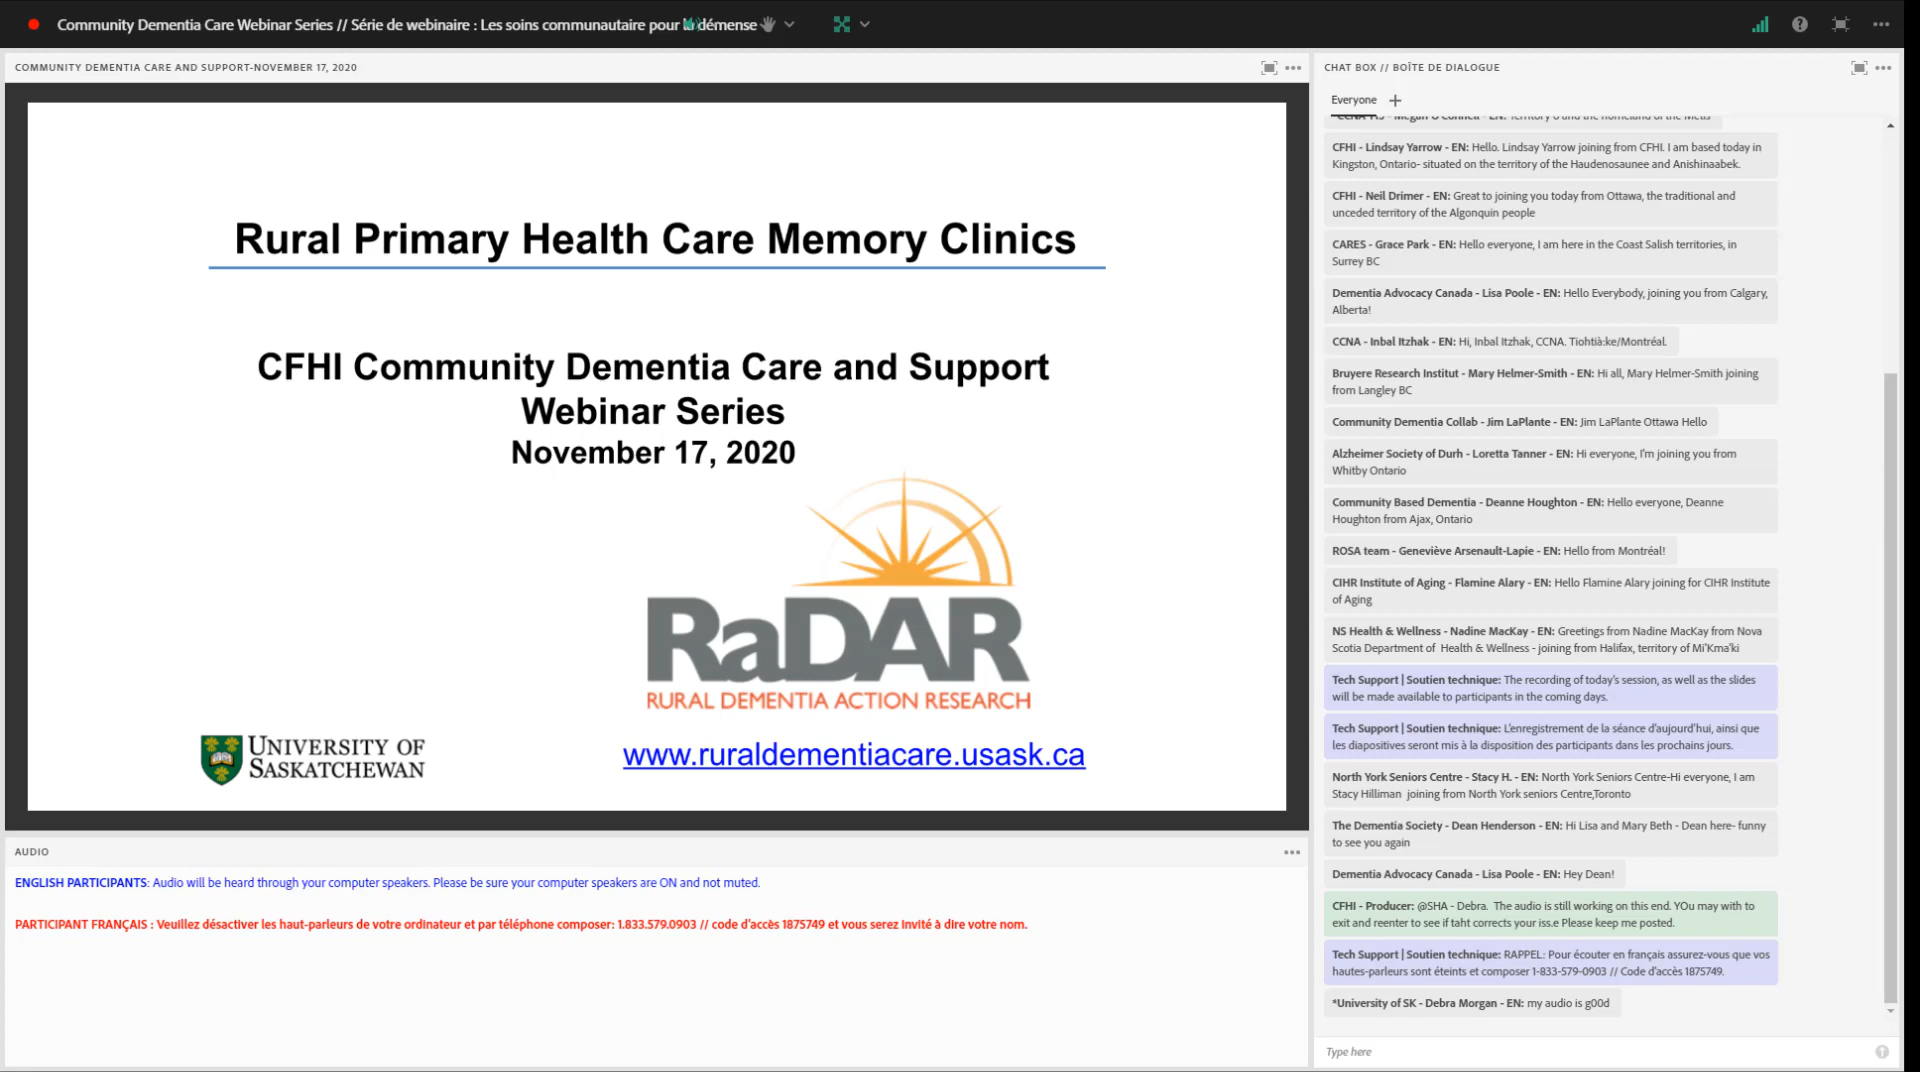 Community Dementia Care Webinar Series // Série de webinaire : Les soins communautaire pour la démense
COMMUNITY DEMENTIA CARE AND SUPPORT-NOVEMBER 17, 2020
Rural Primary Health Care Memory Clinics
CFHI Community Dementia Care and Support
Webinar Series
November 17, 2020
RaDAR
RURAL DEMENTIA ACTION RESEARCH
UNIVERSITY OF
SASKATCHEWAN
www.ruraldementiacare.usask.ca
AUDIO
ENGLISH PARTICIPANTS: Audio will be heard through your computer speakers. Please be sure your computer speakers are ON and not muted.
PARTICIPANT FRANÇAIS : Veuillez désactiver les haut-parleurs de votre ordinateur et par téléphone composer: 1.833.579.0903 // code d'accès 1875749 et vous serez invité à dire votre nom.
CHAT BOX // BOÎTE DE DIALOGUE
Everyone
Megan O'Connell - EN: Territory 6 and the homeland of the Métis
CFHI - Lindsay Yarrow - EN: Hello. Lindsay Yarrow joining from CFHI. I am based today in
Kingston, Ontario- situated on the territory of the Haudenosaunee and Anishinaabek.
CFHI - Neil Drimer - EN: Great to joining you today from Ottawa, the traditional and
unceded territory of the Algonquin people
CARES - Grace Park - EN: Hello everyone, I am here in the Coast Salish territories, in
Surrey BC
Dementia Advocacy Canada - Lisa Poole - EN: Hello Everybody, joining you from Calgary,
Alberta!
CCNA - Inbal Itzhak - EN: Hi, Inbal Itzhak, CCNA. Tiohtià:ke/Montréal.
Bruyere Research Institut - Mary Helmer-Smith - EN: Hi all, Mary Helmer-Smith joining
from Langley BC
Community Dementia Collab - Jim LaPlante - EN: Jim LaPlante Ottawa Hello
Alzheimer Society of Durh - Loretta Tanner - EN: Hi everyone, I'm joining you from
Whitby Ontario
Community Based Dementia - Deanne Houghton - EN: Hello everyone, Deanne
Houghton from Ajax, Ontario
ROSA team - Geneviève Arsenault-Lapie - EN: Hello from Montréal!
CIHR Institute of Aging - Flamine Alary - EN: Hello Flamine Alary joining for CIHR Institute
of Aging
NS Health & Wellness - Nadine MacKay - EN: Greetings from Nadine MacKay from Nova
Scotia Department of Health & Wellness - joining from Halifax, territory of Mi'Kma'ki
Tech Support | Soutien technique: The recording of today's session, as well as the slides
will be made available to participants in the coming days.
Tech Support | Soutien technique: L'enregistrement de la séance d'aujourd'hui, ainsi que
les diapositives seront mis à la disposition des participants dans les prochains jours.
North York Seniors Centre - Stacy H. - EN: North York Seniors Centre-Hi everyone, I am
Stacy Hilliman joining from North York seniors Centre,Toronto
The Dementia Society - Dean Henderson - EN: Hi Lisa and Mary Beth - Dean here- funny
to see you again
Dementia Advocacy Canada - Lisa Poole - EN: Hey Dean!
CFHI - Producer: @SHA - Debra. The audio is still working on this end. YOu may with to
exit and reenter to see if taht corrects your iss.e Please keep me posted.
Tech Support | Soutien technique: RAPPEL: Pour écouter en français assurez-vous que vos
hautes-parleurs sont éteints et composer 1-833-579-0903 // Code d'accès 1875749.
*University of SK - Debra Morgan - EN: my audio is g00d
Type here